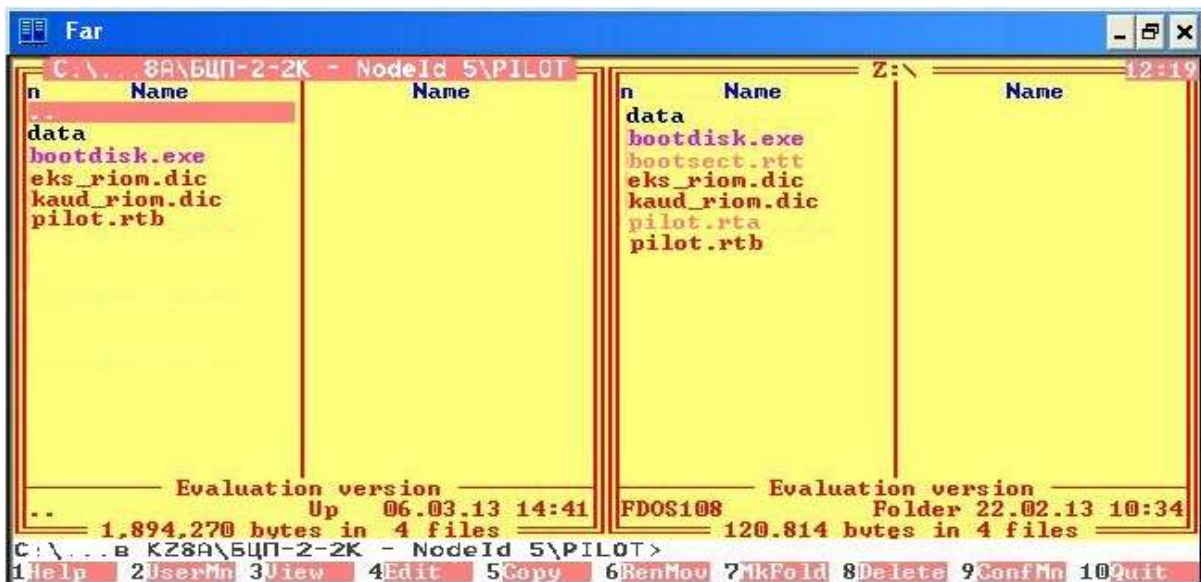 Far
C:\...8A\БЦП-2-2K - NodeId 5\PILOT
n Name Name
..
data
bootdisk.exe
eks_riom.dic
kaud_riom.dic
pilot.rtb
Evaluation version
.. Up 06.03.13 14:41
1,894,270 bytes in 4 files
Z:\ 12:19
n Name Name
data
bootdisk.exe
bootsect.rtt
eks_riom.dic
kaud_riom.dic
pilot.rta
pilot.rtb
Evaluation version
FDOS108 Folder 22.02.13 10:34
120.814 bytes in 4 files
C:\...в KZ8A\БЦП-2-2K - NodeId 5\PILOT>
1Help 2UserMn 3View 4Edit 5Copy 6RenMov 7MkFold 8Delete 9ConfMn 10Quit